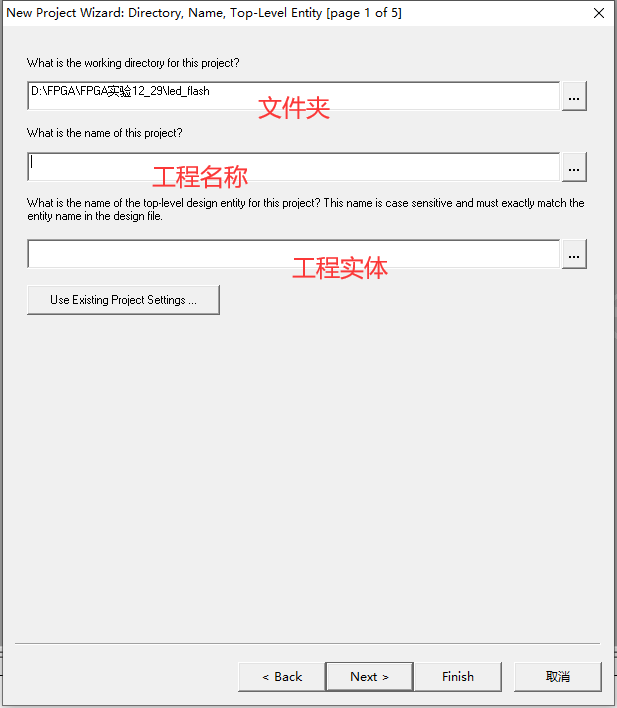 New Project Wizard: Directory, Name, Top-Level Entity [page 1 of 5]
What is the working directory for this project?
D:\FPGA\FPGA实验12_29\led_flash
...
文件夹
What is the name of this project?
...
工程名称
What is the name of the top-level design entity for this project? This name is case sensitive and must exactly match the
entity name in the design file.
...
工程实体
Use Existing Project Settings ...
< Back
Next >
Finish
取消